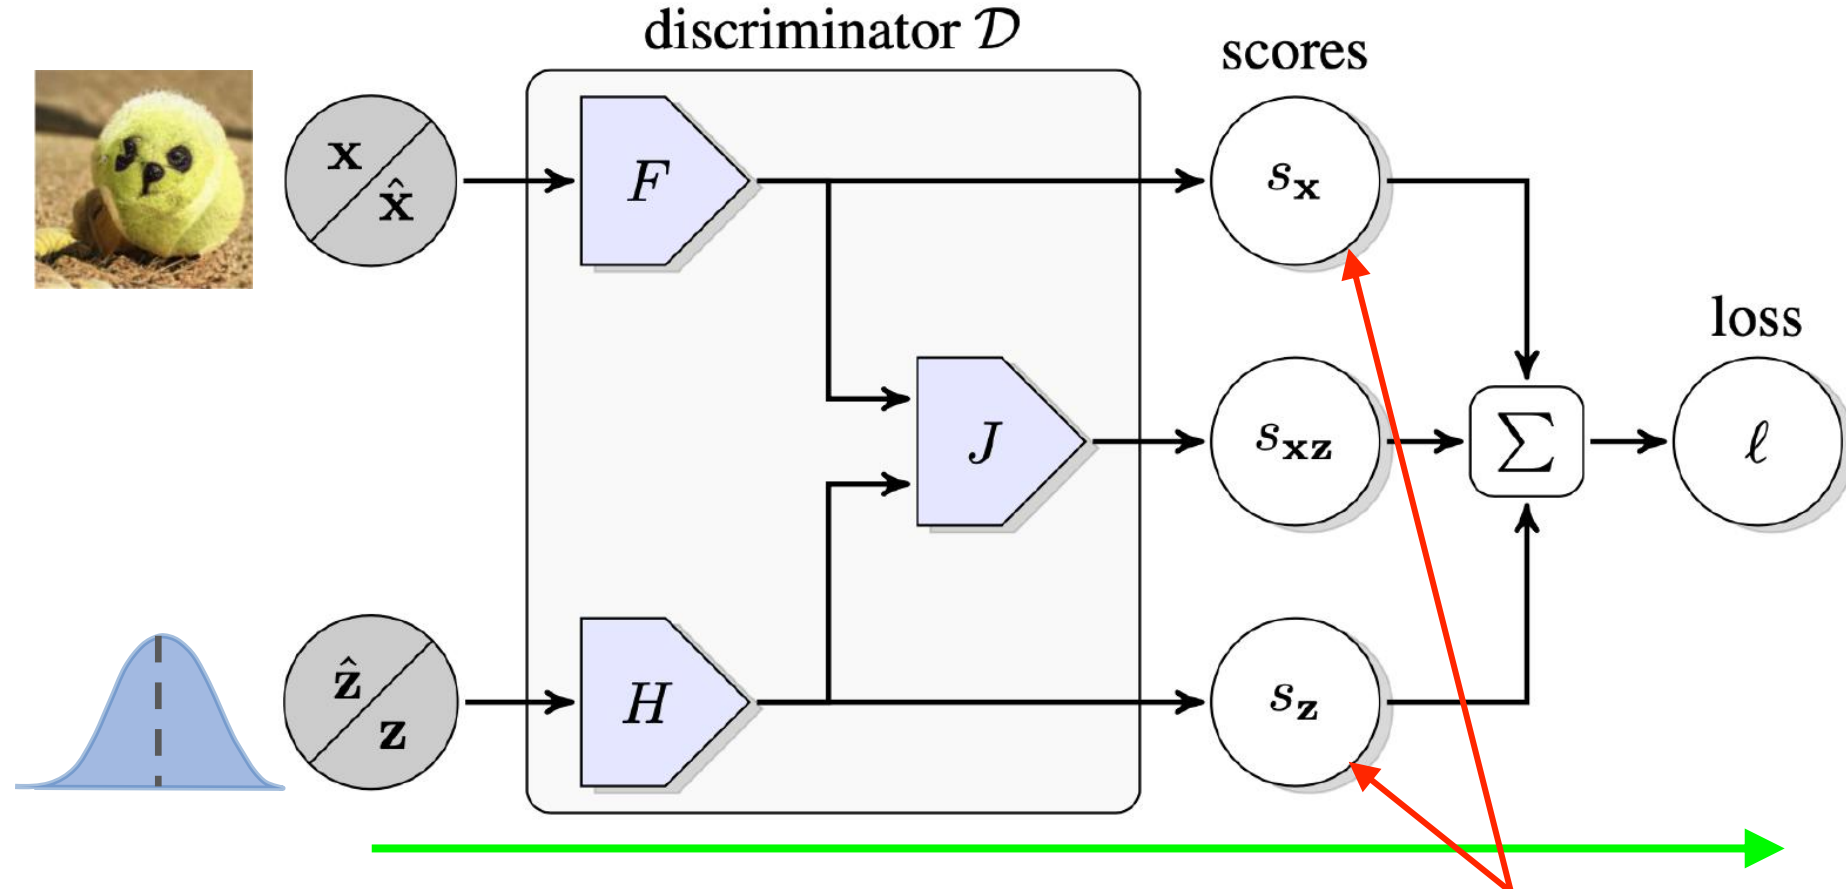 discriminator 𝒟
scores
x
x̂
F
s_x
loss
J
s_xz
∑
ℓ
ẑ
z
H
s_z